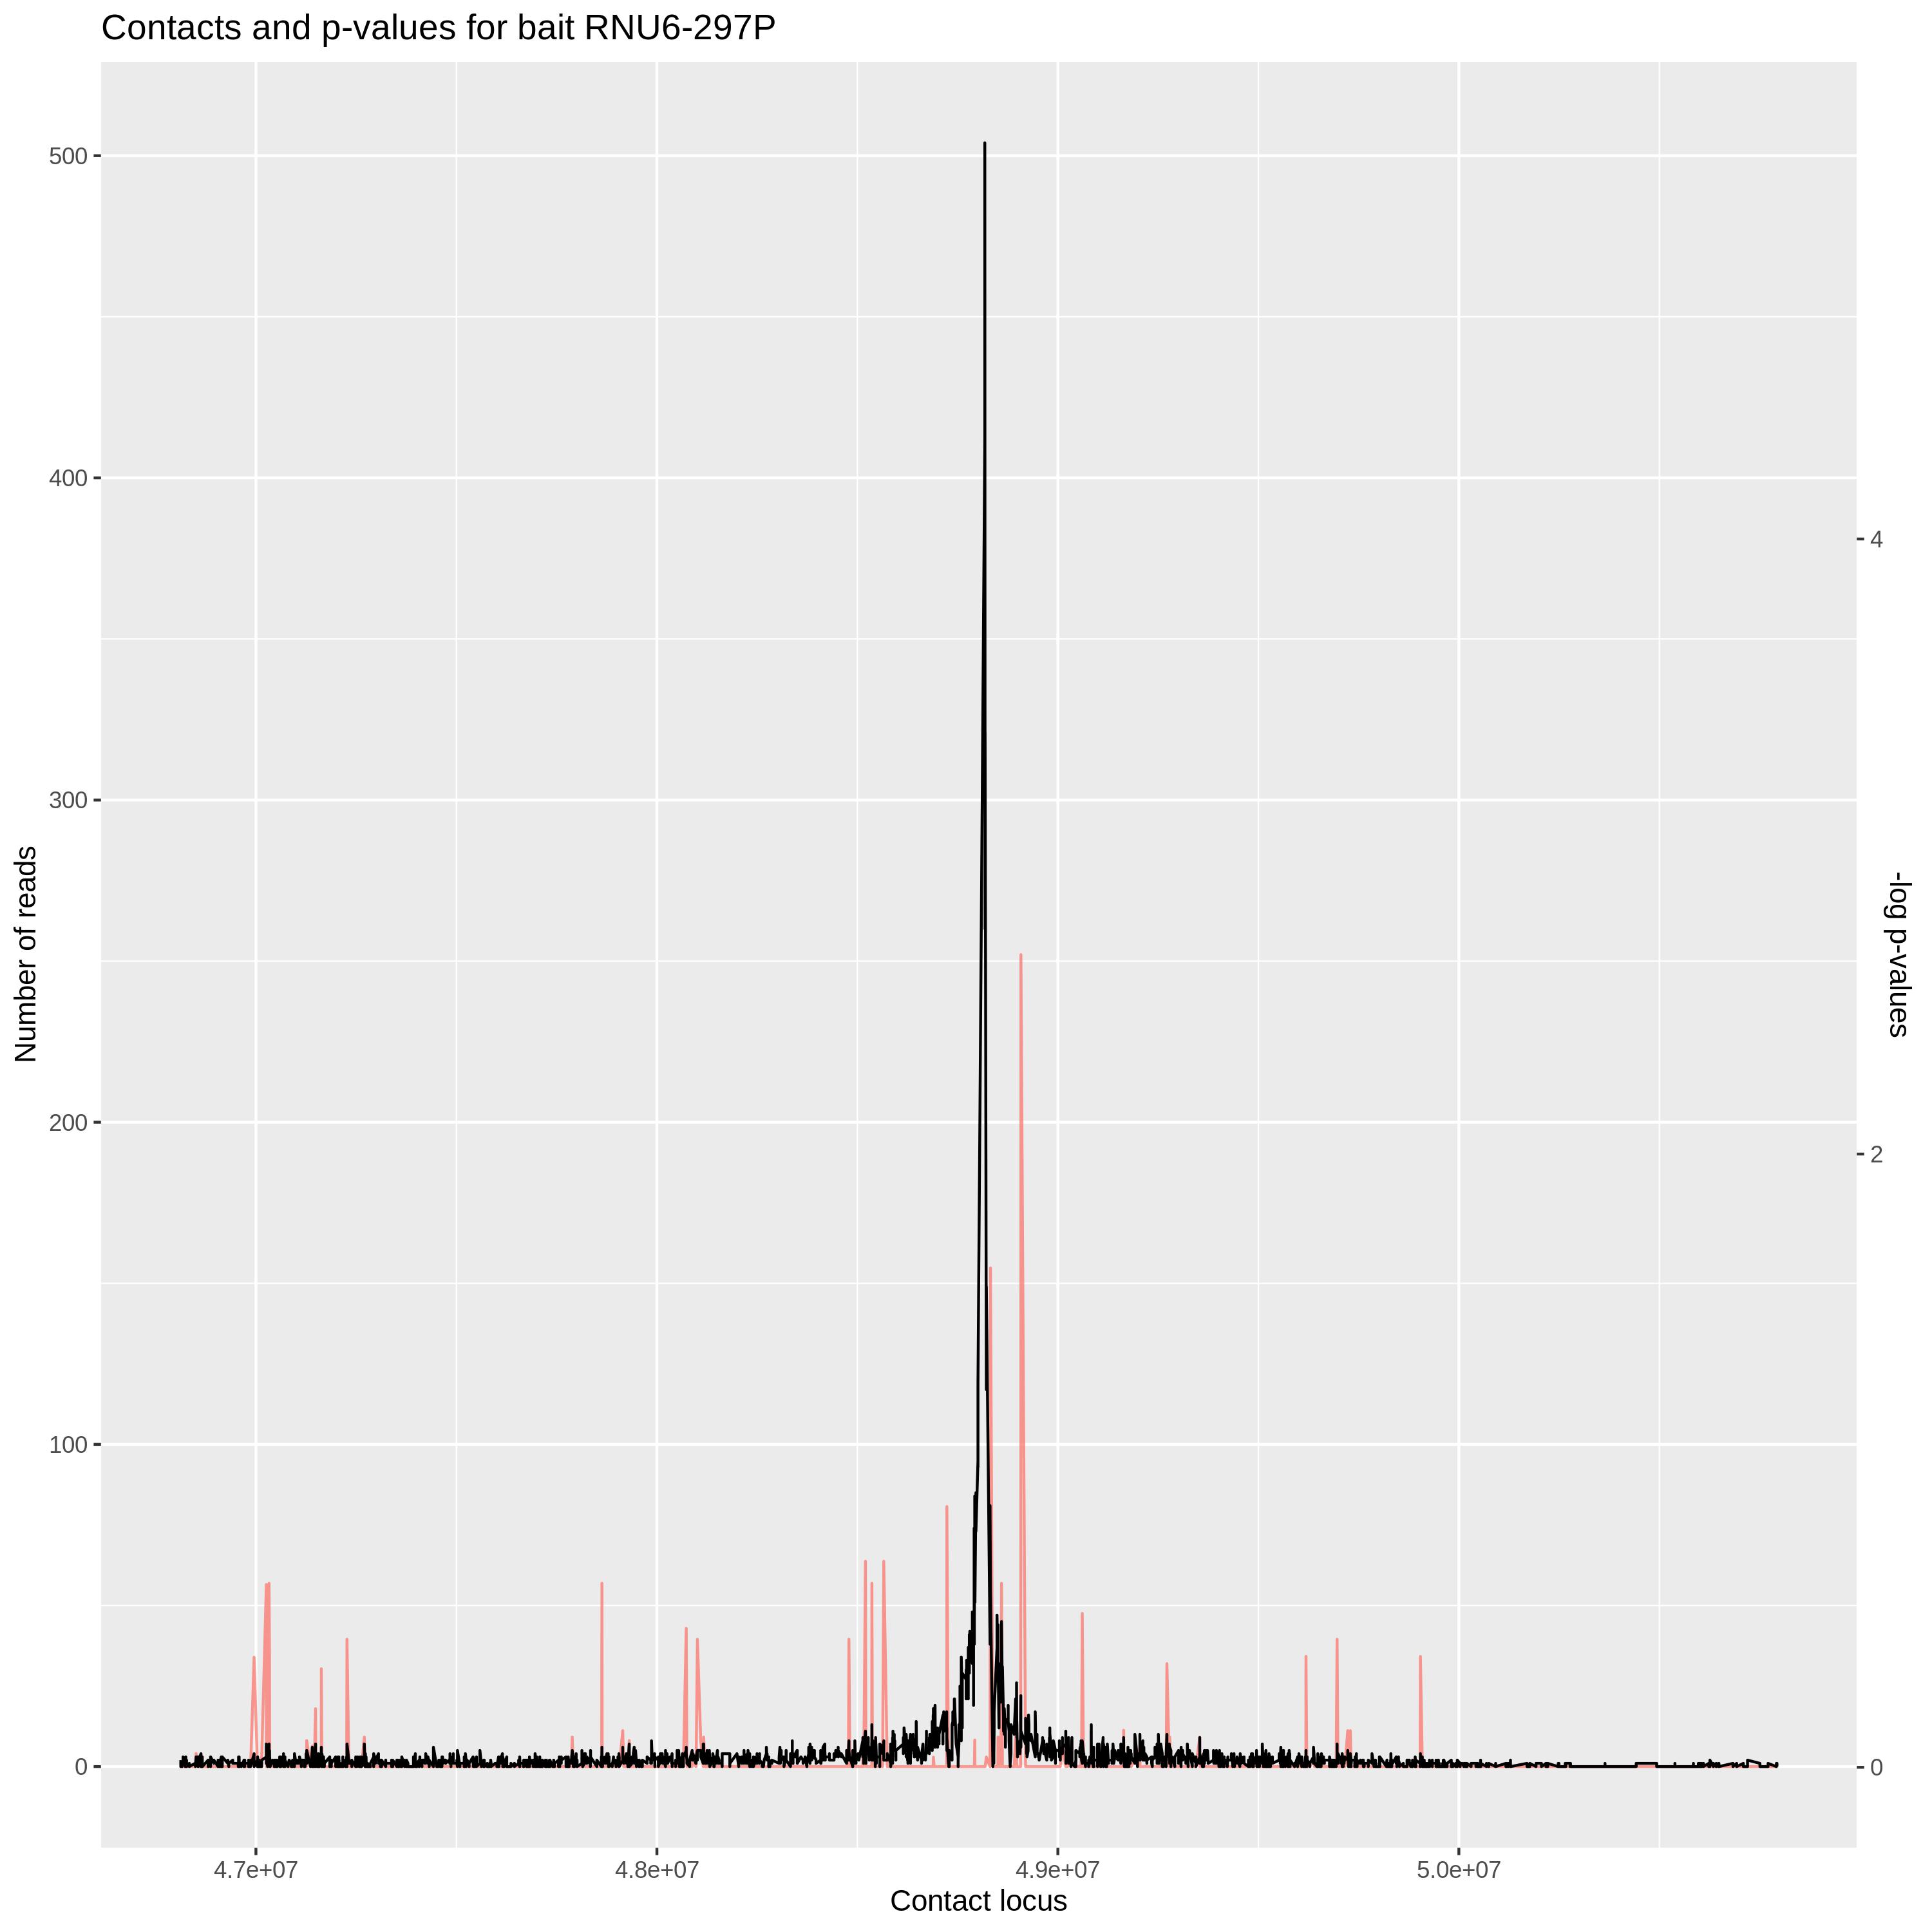 Contacts and p-values for bait RNU6-297P
500
400
300
200
100
0
Number of reads
4
2
0
-log p-values
4.7e+07
4.8e+07
4.9e+07
5.0e+07
Contact locus